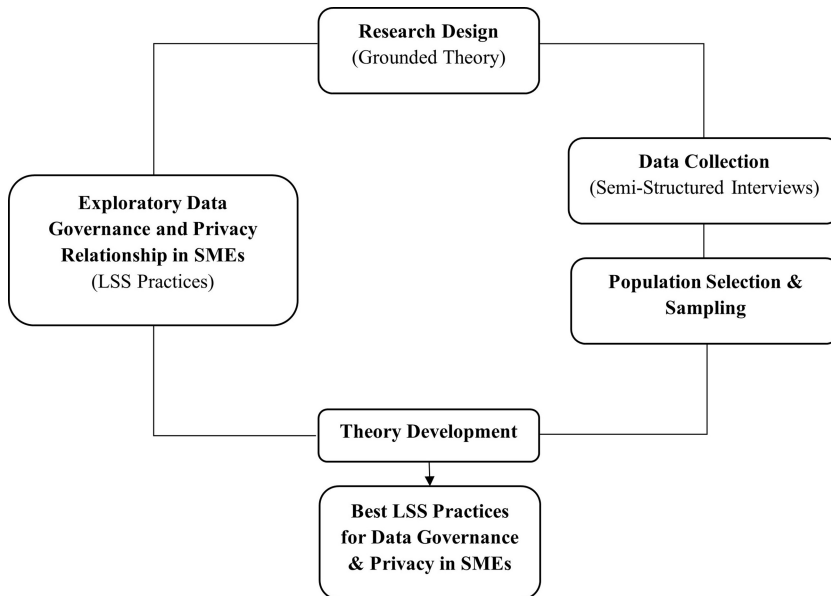 Research Design
(Grounded Theory)
Data Collection
(Semi-Structured Interviews)
Exploratory Data
Governance and Privacy
Relationship in SMEs
(LSS Practices)
Population Selection &
Sampling
Theory Development
Best LSS Practices
for Data Governance
& Privacy in SMEs